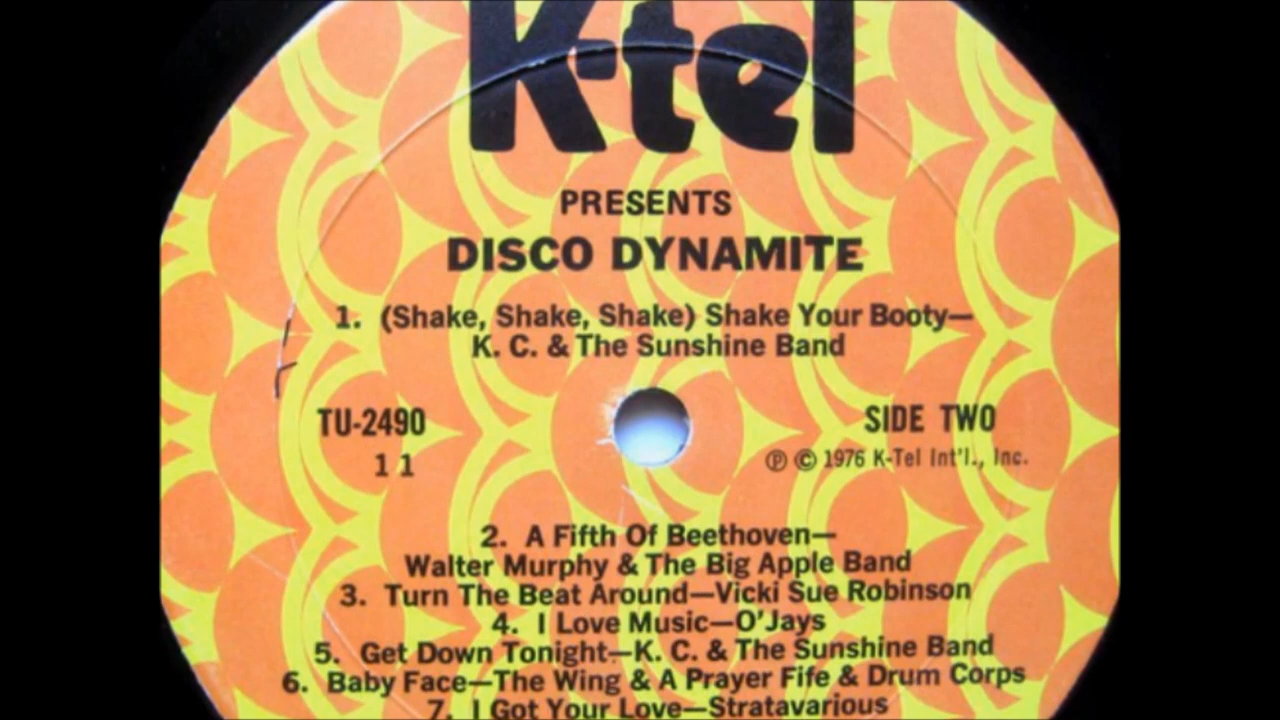 K-tel
PRESENTS
DISCO DYNAMITE
1. (Shake, Shake, Shake) Shake Your Booty—
K. C. & The Sunshine Band
TU-2490
SIDE TWO
1 1
Ⓟ © 1976 K-Tel Int'l., Inc.
2. A Fifth Of Beethoven—
Walter Murphy & The Big Apple Band
3. Turn The Beat Around—Vicki Sue Robinson
4. I Love Music—O'Jays
5. Get Down Tonight—K. C. & The Sunshine Band
6. Baby Face—The Wing & A Prayer Fife & Drum Corps
7. I Got Your Love—Stratavarious